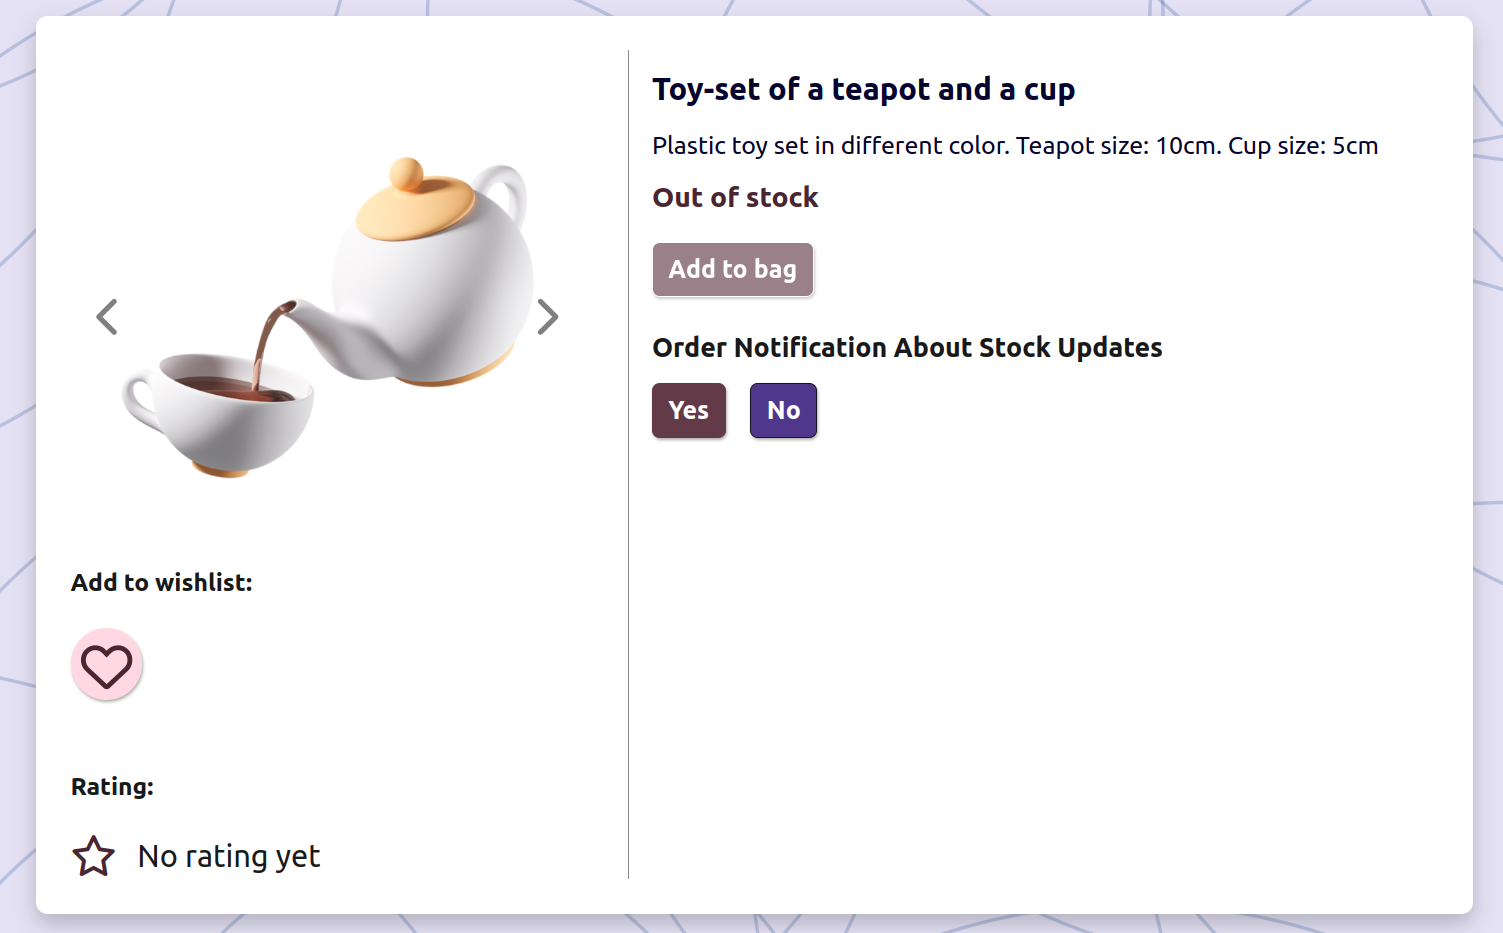 Toy-set of a teapot and a cup
Plastic toy set in different color. Teapot size: 10cm. Cup size: 5cm
Out of stock
Add to bag
Order Notification About Stock Updates
Yes
No
Add to wishlist:
Rating:
No rating yet